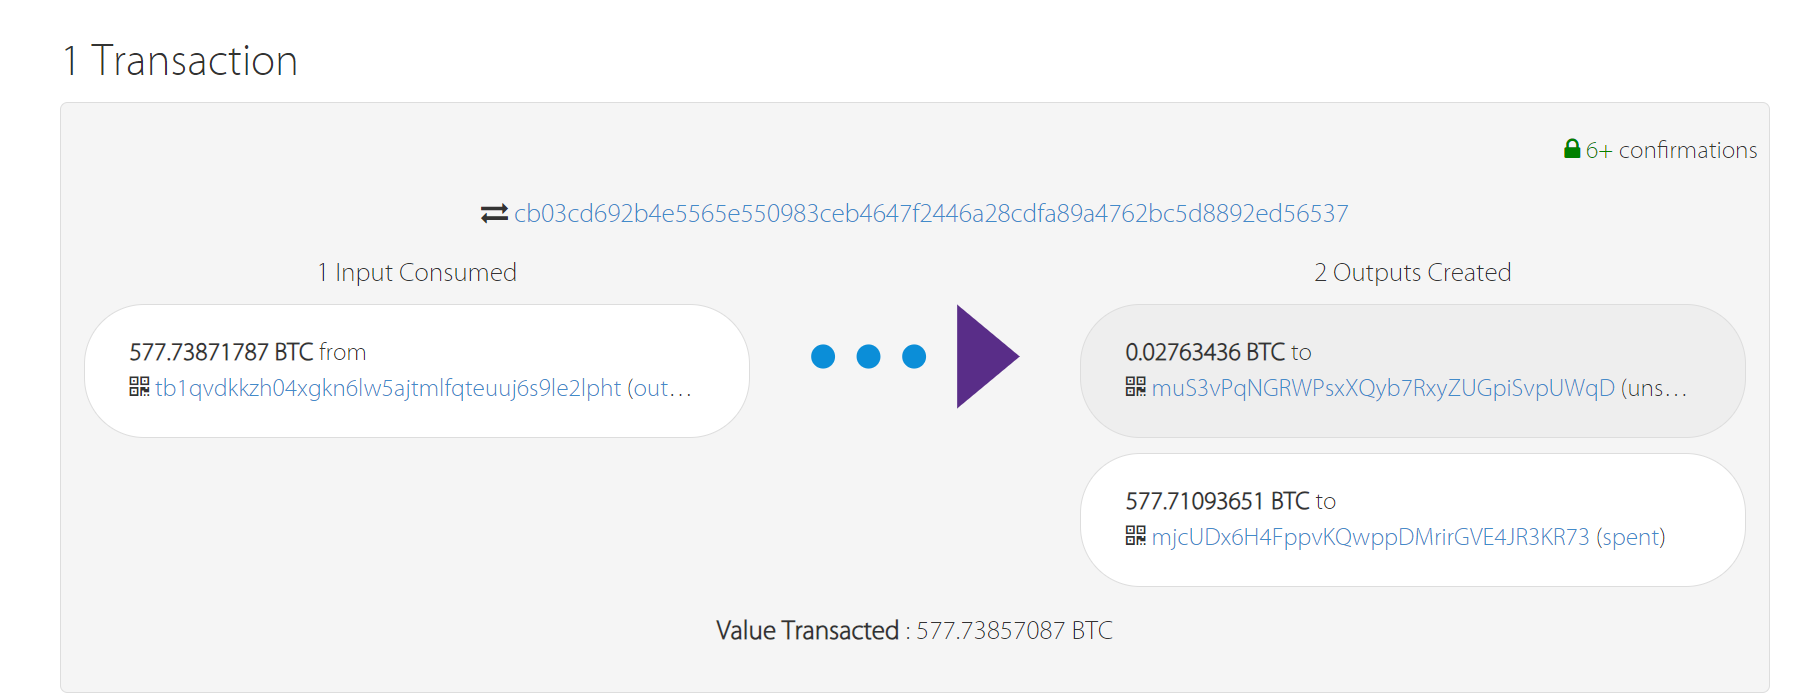 1 Transaction
6+ confirmations
cb03cd692b4e5565e550983ceb4647f2446a28cdfa89a4762bc5d8892ed56537
1 Input Consumed
2 Outputs Created
577.73871787 BTC from
tb1qvdkkzh04xgkn6lw5ajtmlfqteuuj6s9le2lpht (out...
0.02763436 BTC to
muS3vPqNGRWPsxXQyb7RxyZUGpiSvpUWqD (uns...
577.71093651 BTC to
mjcUDx6H4FppvKQwppDMrirGVE4JR3KR73 (spent)
Value Transacted : 577.73857087 BTC